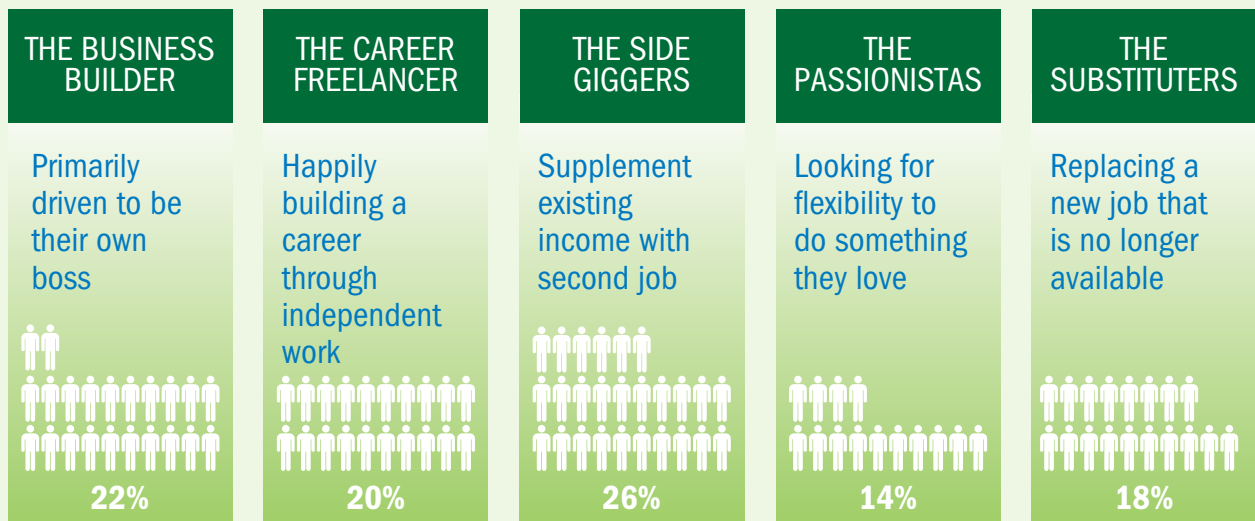 THE BUSINESS
BUILDER
Primarily
driven to be
their own
boss
22%
THE CAREER
FREELANCER
Happily
building a
career
through
independent
work
20%
THE SIDE
GIGGERS
Supplement
existing
income with
second job
26%
THE
PASSIONISTAS
Looking for
flexibility to
do something
they love
14%
THE
SUBSTITUTERS
Replacing a
new job that
is no longer
available
18%